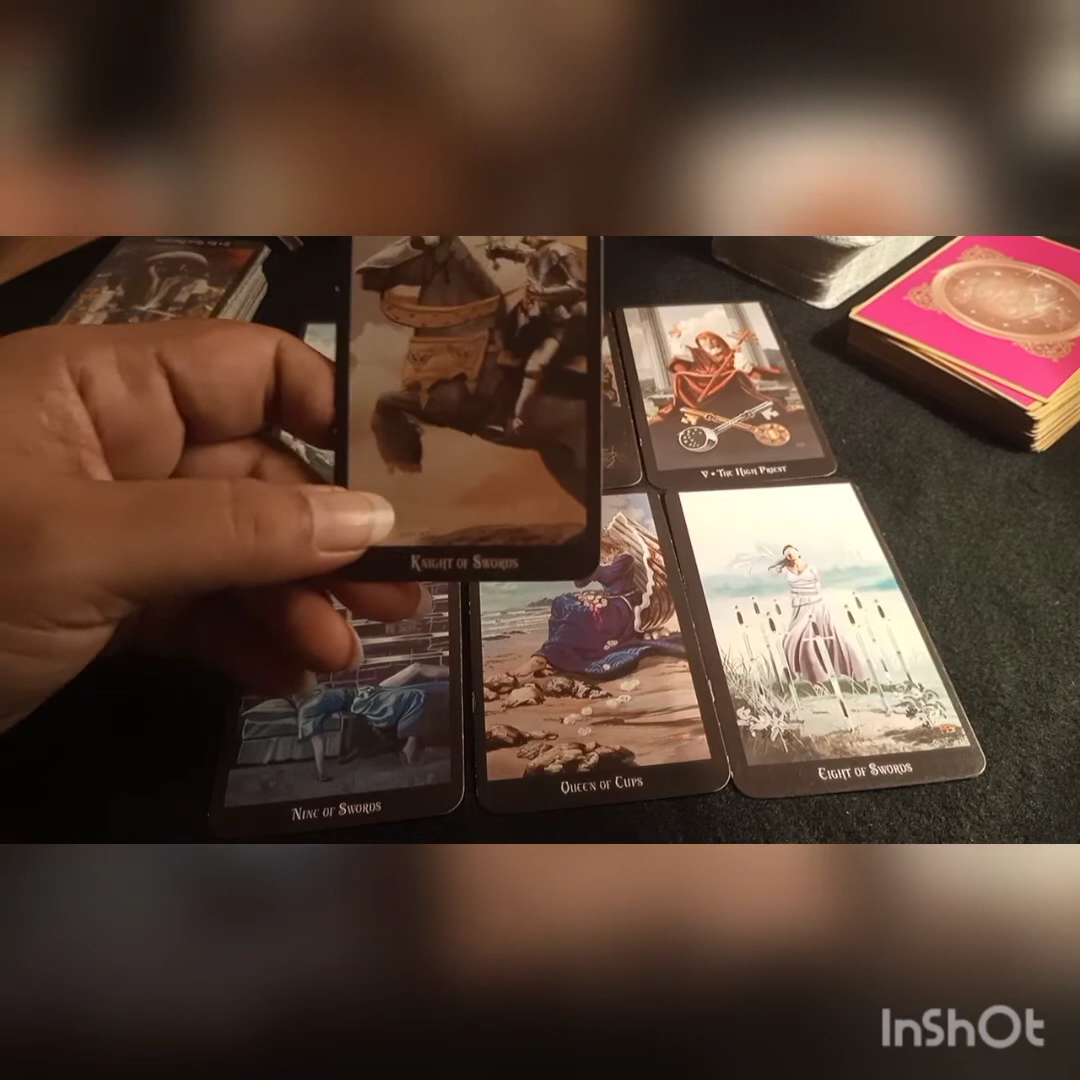 V • The High Priest
Knight of Swords
Nine of Swords
Queen of Cups
Eight of Swords
InShOt